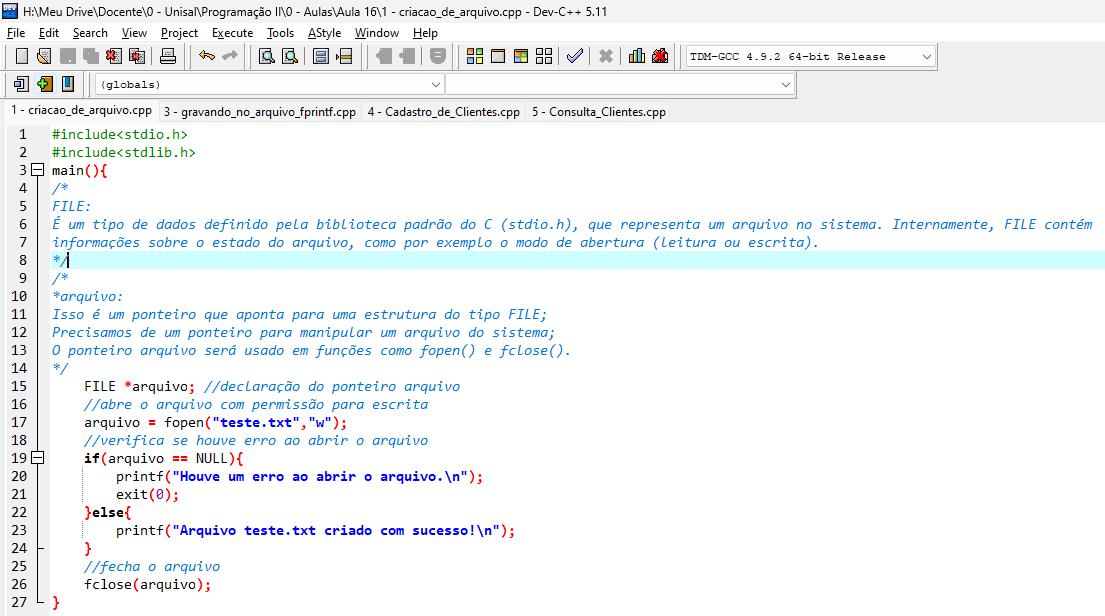 H:\Meu Drive\Docente\0 - Unisal\Programação II\0 - Aulas\Aula 16\1 - criacao_de_arquivo.cpp - Dev-C++ 5.11
File Edit Search View Project Execute Tools AStyle Window Help
TDM-GCC 4.9.2 64-bit Release
(globals)
1 - criacao_de_arquivo.cpp 3 - gravando_no_arquivo_fprintf.cpp 4 - Cadastro_de_Clientes.cpp 5 - Consulta_Clientes.cpp
1 #include<stdio.h>
2 #include<stdlib.h>
3 main(){
4 /*
5 FILE:
6 É um tipo de dados definido pela biblioteca padrão do C (stdio.h), que representa um arquivo no sistema. Internamente, FILE contém
7 informações sobre o estado do arquivo, como por exemplo o modo de abertura (leitura ou escrita).
8 */
9 /*
10 *arquivo:
11 Isso é um ponteiro que aponta para uma estrutura do tipo FILE;
12 Precisamos de um ponteiro para manipular um arquivo do sistema;
13 O ponteiro arquivo será usado em funções como fopen() e fclose().
14 */
15 FILE *arquivo; //declaração do ponteiro arquivo
16 //abre o arquivo com permissão para escrita
17 arquivo = fopen("teste.txt","w");
18 //verifica se houve erro ao abrir o arquivo
19 if(arquivo == NULL){
20 printf("Houve um erro ao abrir o arquivo.\n");
21 exit(0);
22 }else{
23 printf("Arquivo teste.txt criado com sucesso!\n");
24 }
25 //fecha o arquivo
26 fclose(arquivo);
27 }